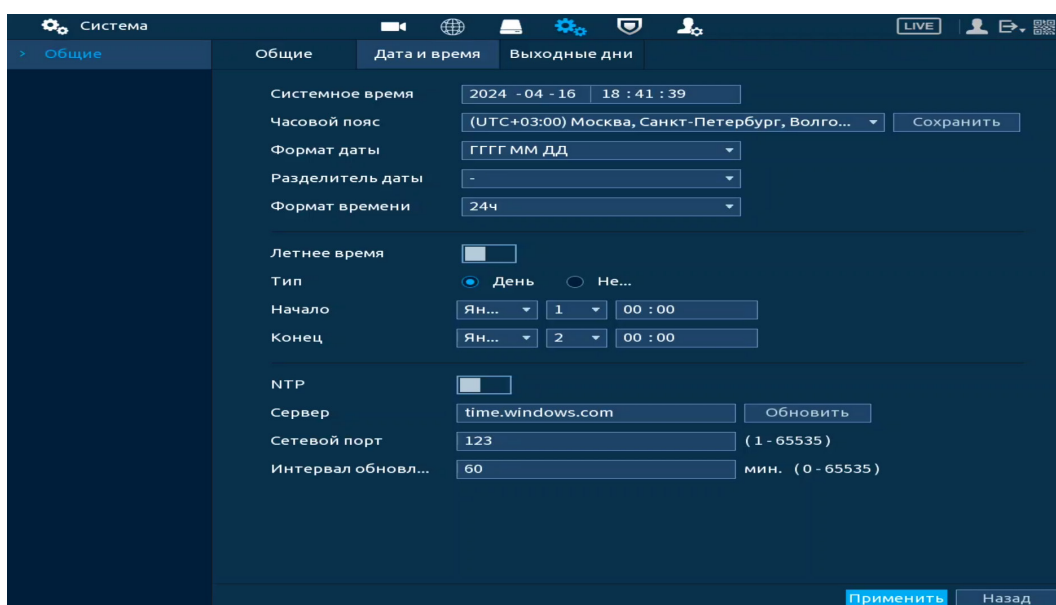 Система LIVE
> Общие Общие Дата и время Выходные дни
Системное время 2024 - 04 - 16 18 : 41 : 39
Часовой пояс (UTC+03:00) Москва, Санкт-Петербург, Волго... Сохранить
Формат даты ГГГГ ММ ДД
Разделитель даты -
Формат времени 24ч
Летнее время
Тип День Не...
Начало Ян... 1 00 : 00
Конец Ян... 2 00 : 00
NTP
Сервер time.windows.com Обновить
Сетевой порт 123 (1 - 65535)
Интервал обновл... 60 мин. (0 - 65535)
Применить Назад